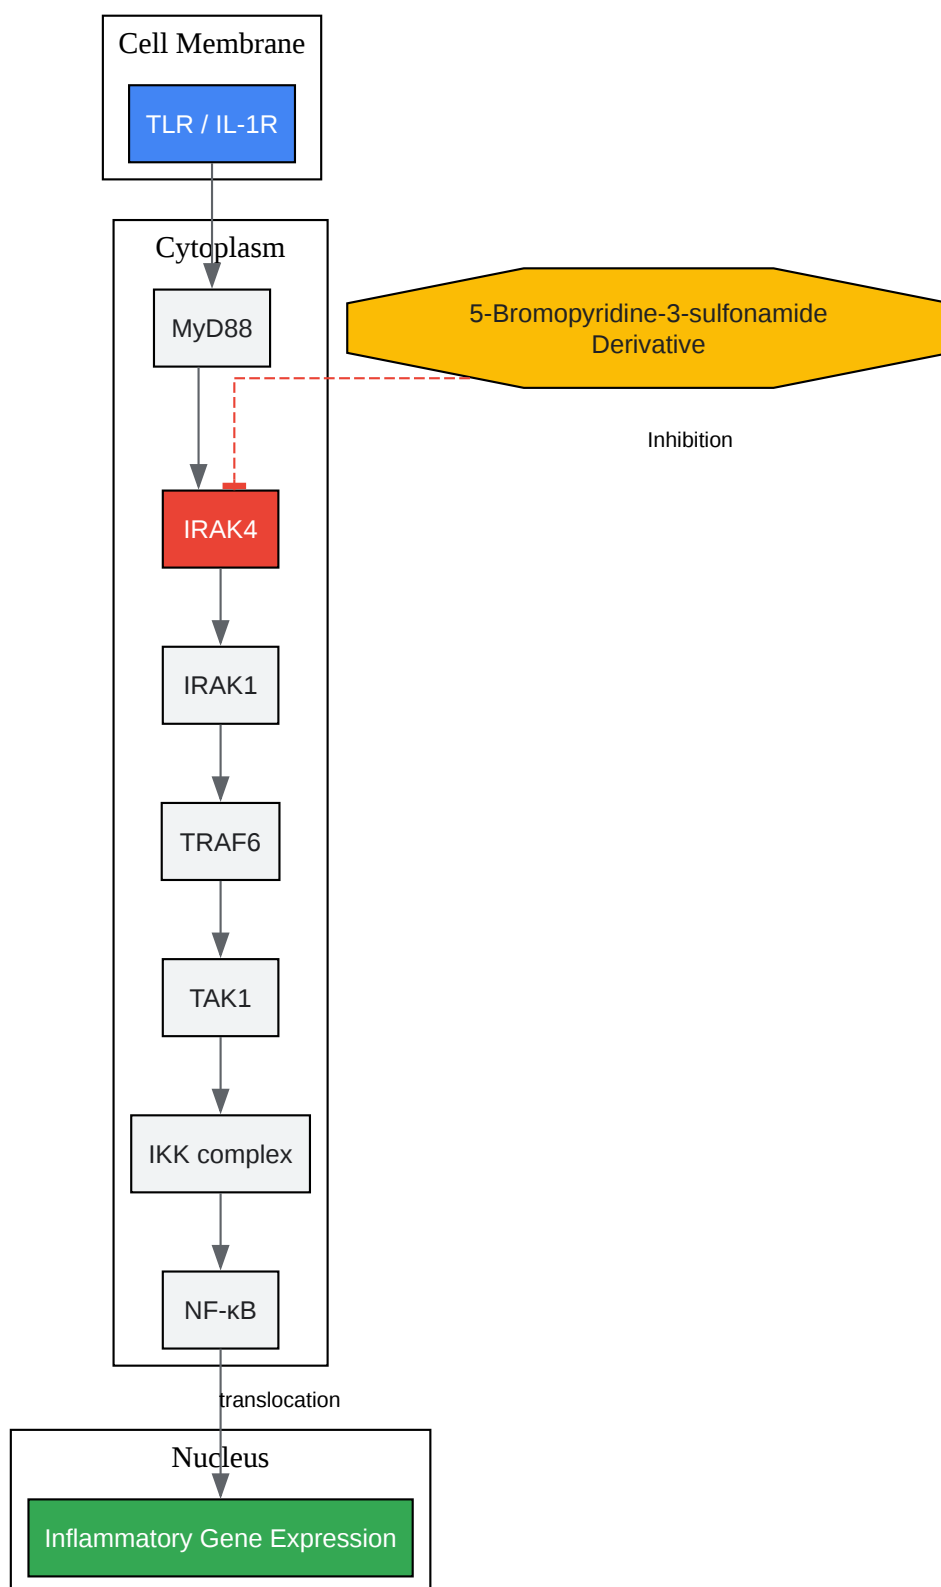 Cell Membrane
TLR / IL-1R
Cytoplasm
MyD88
5-Bromopyridine-3-sulfonamide
Derivative
Inhibition
IRAK4
IRAK1
TRAF6
TAK1
IKK complex
NF-κB
translocation
Nucleus
Inflammatory Gene Expression